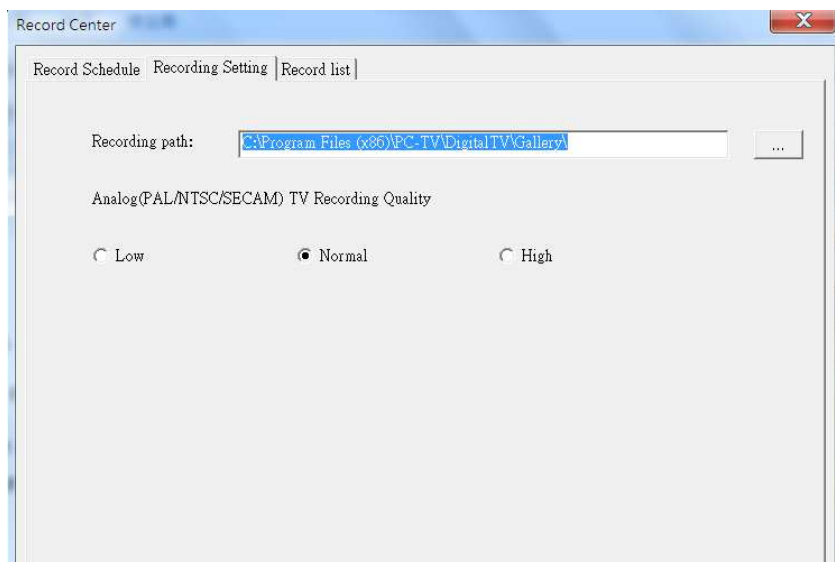 Record Center
Record Schedule Recording Setting Record list
Recording path: C:\Program Files (x86)\PC-TV\DigitalTV\Gallery\ ...
Analog(PAL/NTSC/SECAM) TV Recording Quality
Low Normal High